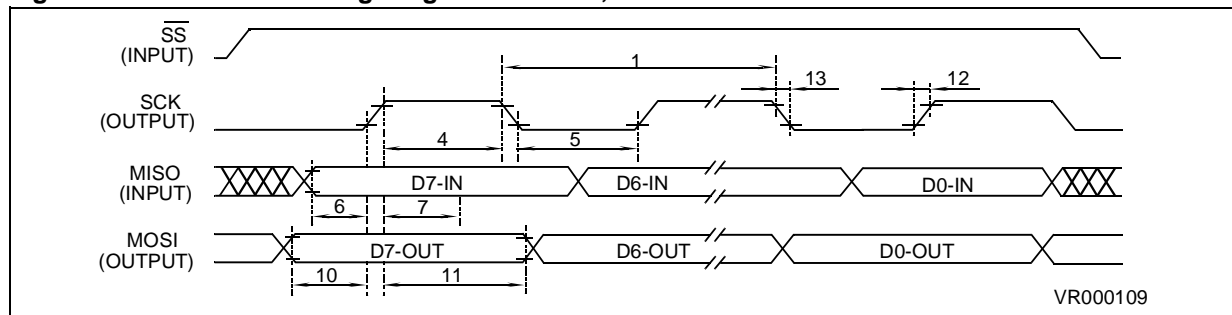 SS
(INPUT)
1
13
12
SCK
(OUTPUT)
4
5
MISO
(INPUT)
D7-IN
D6-IN
D0-IN
6
7
MOSI
(OUTPUT)
D7-OUT
D6-OUT
D0-OUT
10
11
VR000109